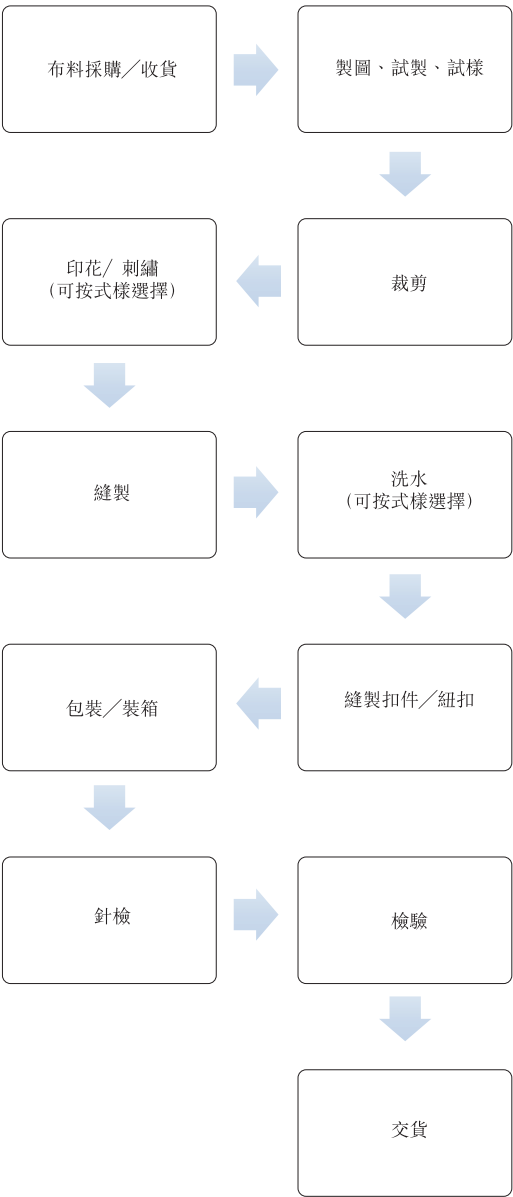 布料採購／收貨
製圖、試製、試樣
裁剪
印花/ 刺繡
(可按式樣選擇)
縫製
洗水
(可按式樣選擇)
縫製扣件／紐扣
包裝／裝箱
針檢
檢驗
交貨